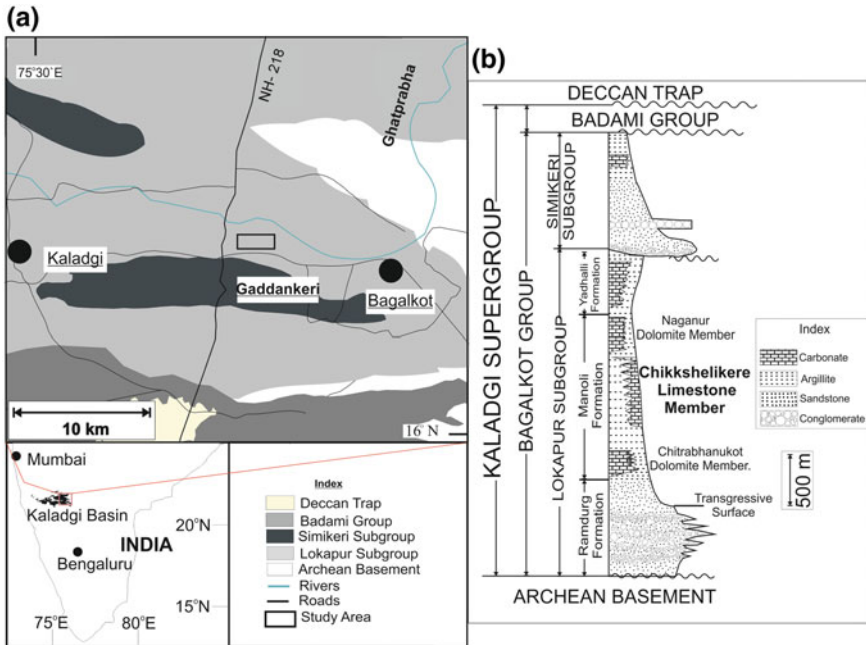 (a)
75°30'E
NH- 218
Ghatprabha
Kaladgi
Gaddankeri
Bagalkot
10 km
16° N
Mumbai
Kaladgi Basin
INDIA
Bengaluru
20°N
15°N
75°E
80°E
Index
Deccan Trap
Badami Group
Simikeri Subgroup
Lokapur Subgroup
Archean Basement
Rivers
Roads
Study Area
(b)
DECCAN TRAP
BADAMI GROUP
KALADGI SUPERGROUP
BAGALKOT GROUP
SIMIKERI
SUBGROUP
LOKAPUR SUBGROUP
Yadhalli
Formation
Manoli
Formation
Ramdurg
Formation
Naganur
Dolomite Member
Chikkshelikere
Limestone
Member
Chitrabhanukot
Dolomite Member.
Transgressive
Surface
Index
Carbonate
Argillite
Sandstone
Conglomerate
500 m
ARCHEAN BASEMENT